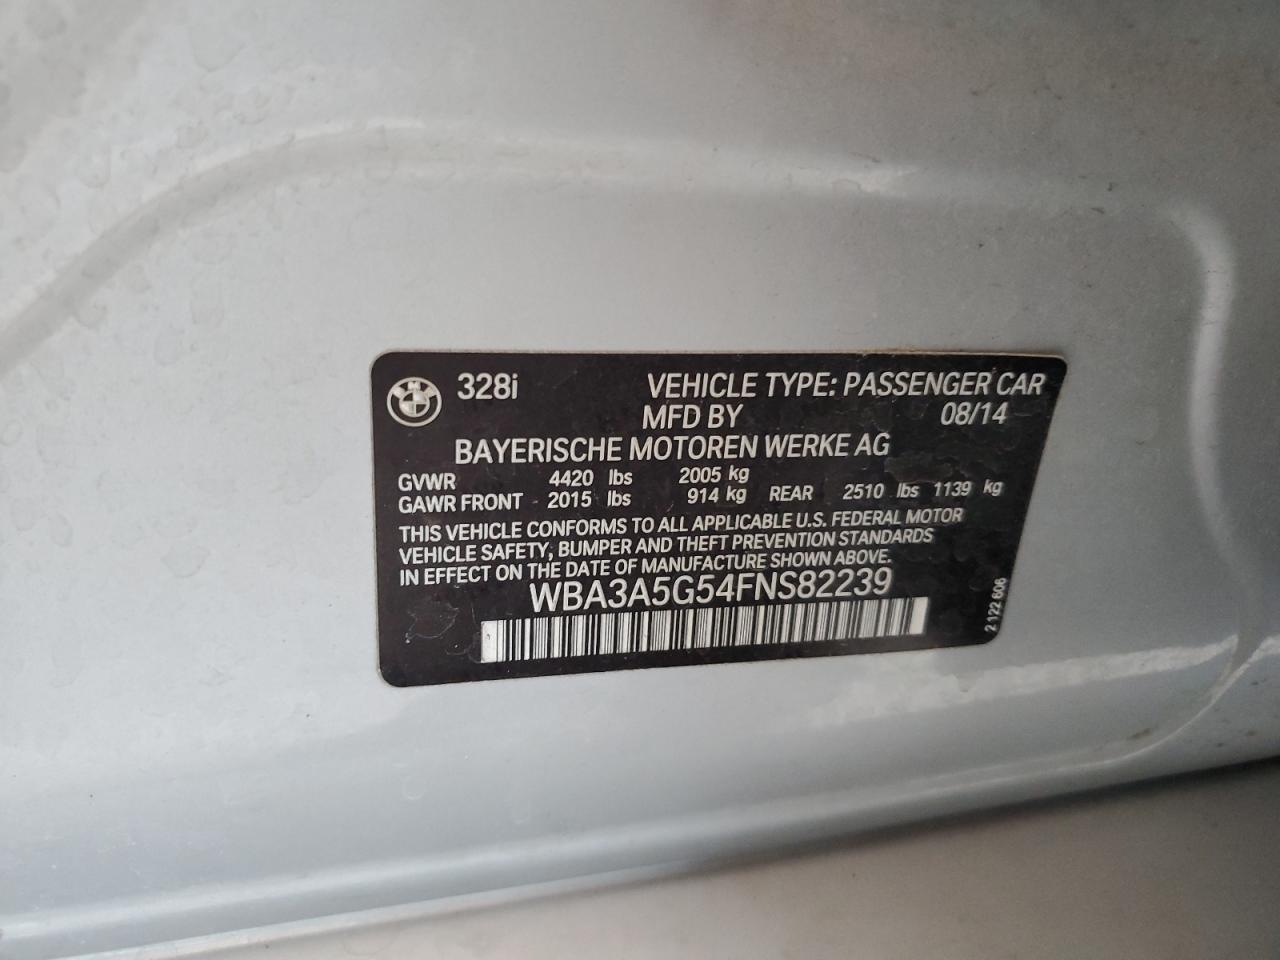 328i VEHICLE TYPE: PASSENGER CAR
MFD BY 08/14
BAYERISCHE MOTOREN WERKE AG
GVWR 4420 lbs 2005 kg
GAWR FRONT 2015 lbs 914 kg REAR 2510 lbs 1139 kg
THIS VEHICLE CONFORMS TO ALL APPLICABLE U.S. FEDERAL MOTOR
VEHICLE SAFETY, BUMPER AND THEFT PREVENTION STANDARDS
IN EFFECT ON THE DATE OF MANUFACTURE SHOWN ABOVE.
WBA3A5G54FNS82239
2 122 606